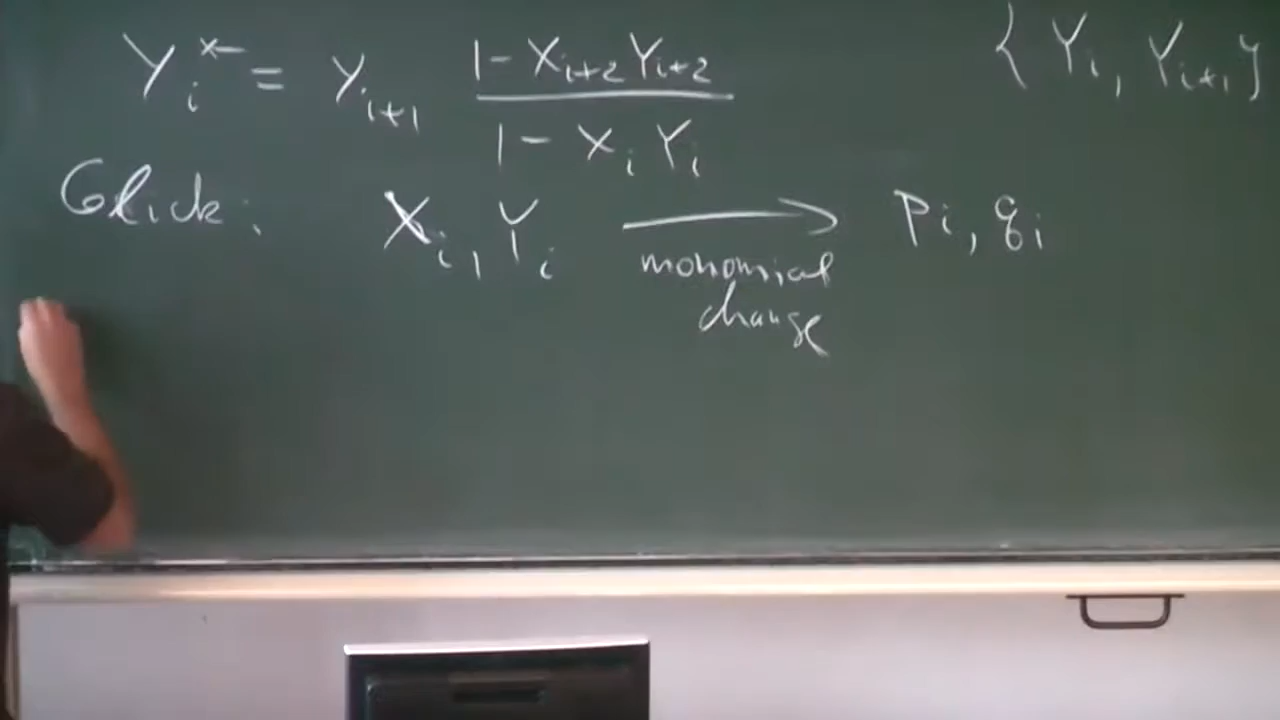 Y_i^{*} = Y_{i+1} \frac{1 - X_{i+2} Y_{i+2}}{1 - X_i Y_i}
{ Y_i, Y_{i+1} }
Glick: X_i, Y_i ⟶ p_i, q_i
monomial
change